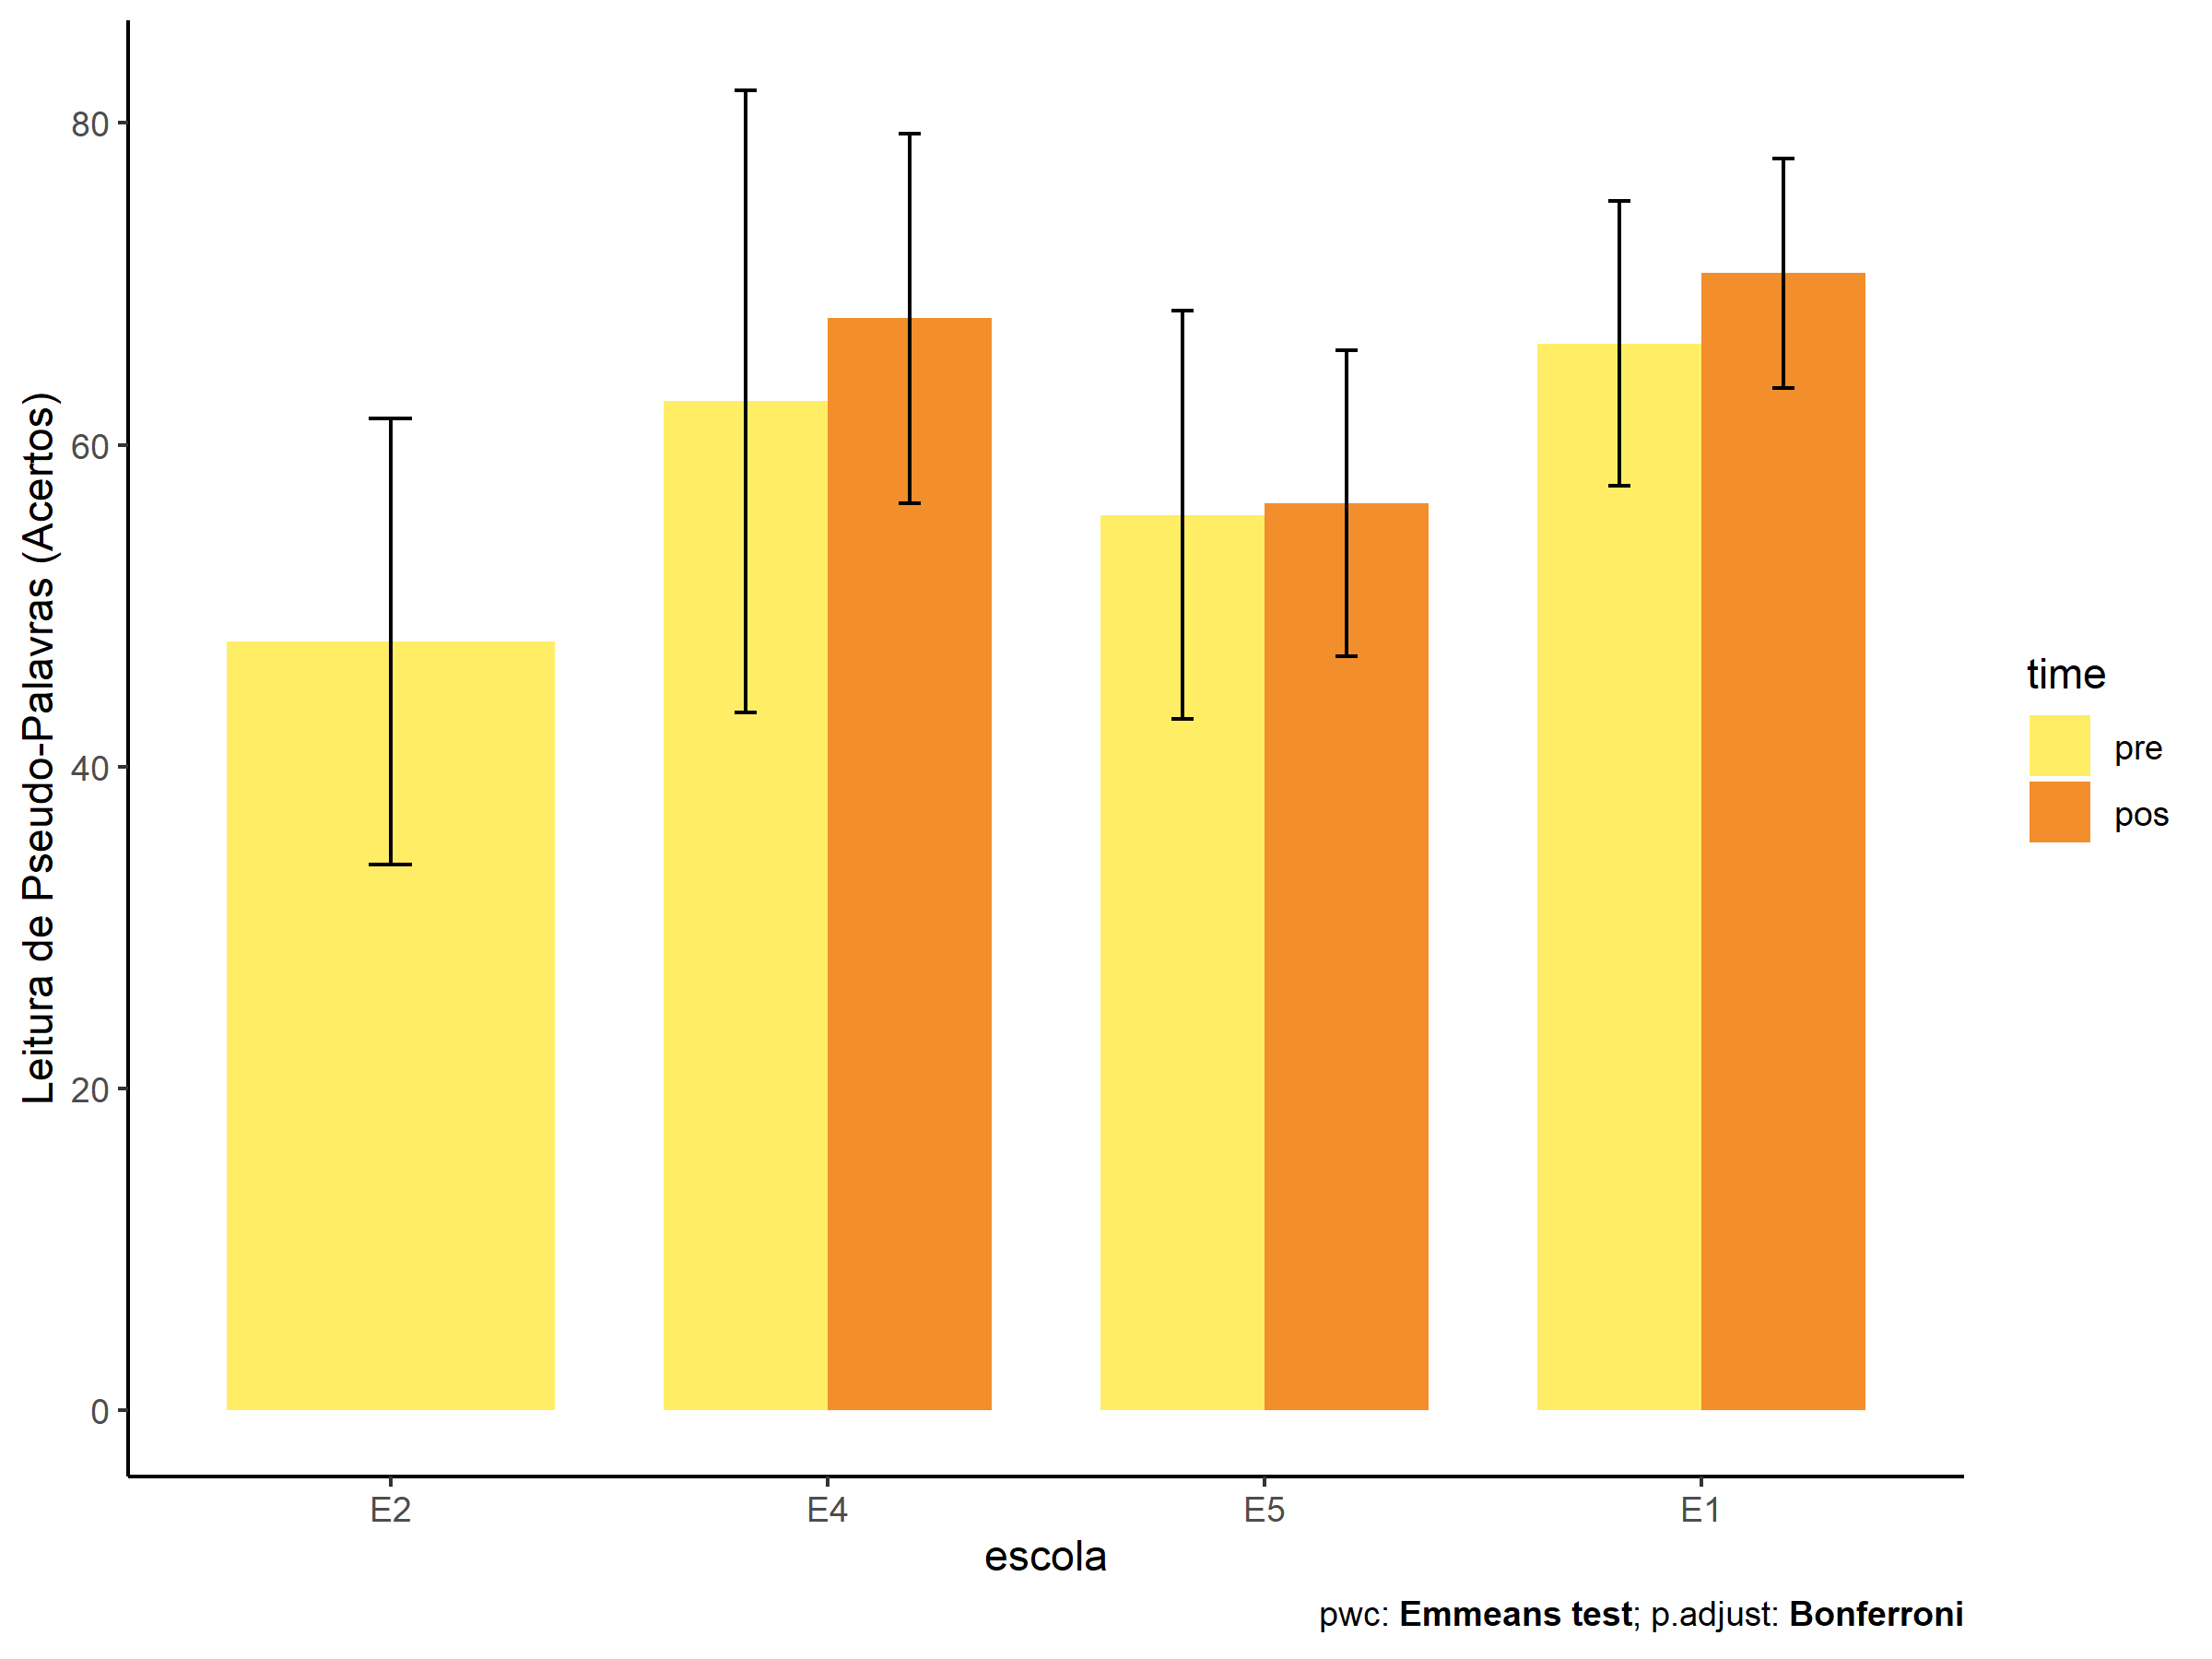 Leitura de Pseudo-Palavras (Acertos)
80
60
40
20
0
E2
E4
E5
E1
escola
time
pre
pos
pwc: Emmeans test; p.adjust: Bonferroni